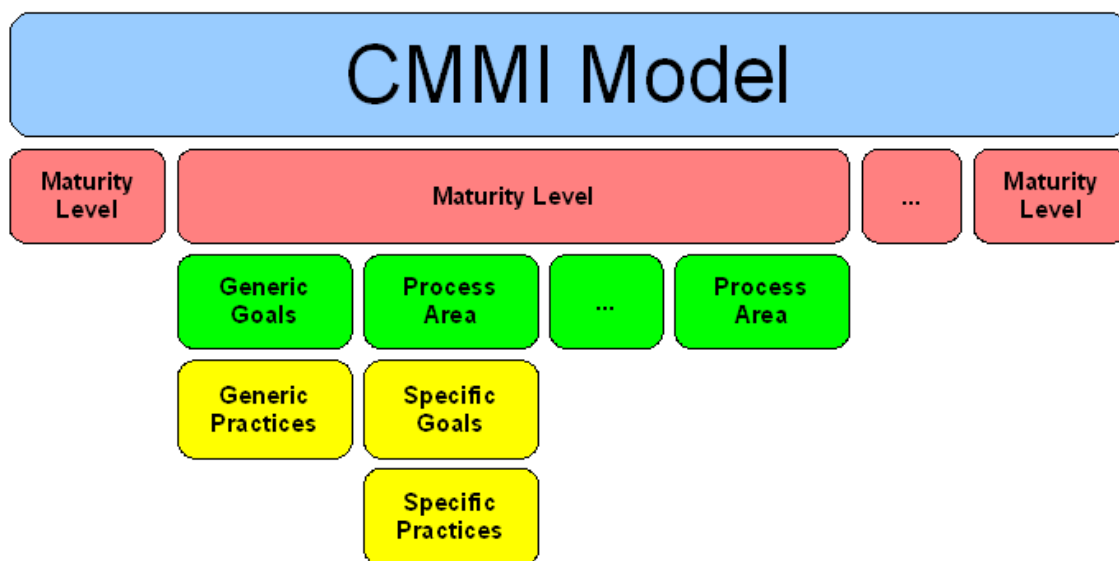 CMMI Model
Maturity
Level
Maturity Level
...
Maturity
Level
Generic
Goals
Process
Area
...
Process
Area
Generic
Practices
Specific
Goals
Specific
Practices